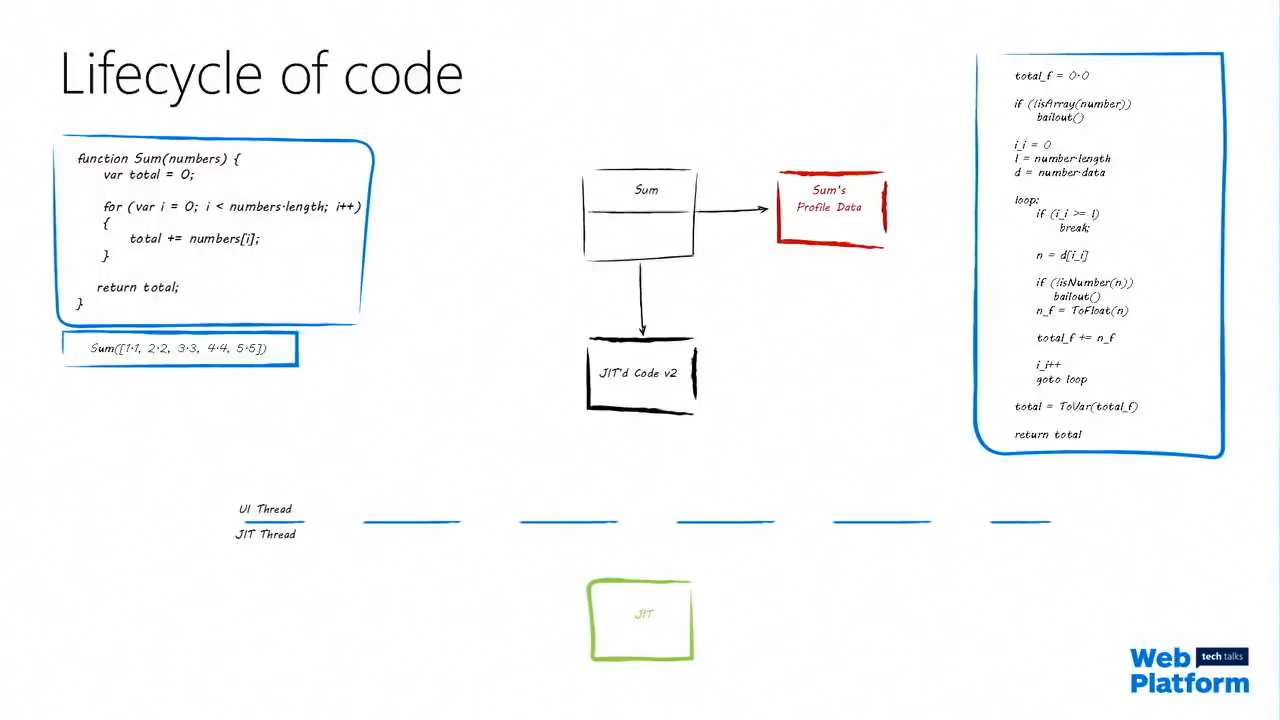 Lifecycle of code
function Sum(numbers) {
var total = 0;
for (var i = 0; i < numbers.length; i++)
{
total += numbers[i];
}
return total;
}
Sum([1.1, 2.2, 3.3, 4.4, 5.5])
Sum
Sum's
Profile Data
JIT'd Code v2
total_f = 0.0
if (!isArray(number))
bailout()
i_i = 0
l = number.length
d = number.data
loop:
if (i_i >= l)
break;
n = d[i_i]
if (!isNumber(n))
bailout()
n_f = ToFloat(n)
total_f += n_f
i_i++
goto loop
total = ToVar(total_f)
return total
UI Thread
JIT Thread
JIT
Web tech talks
Platform